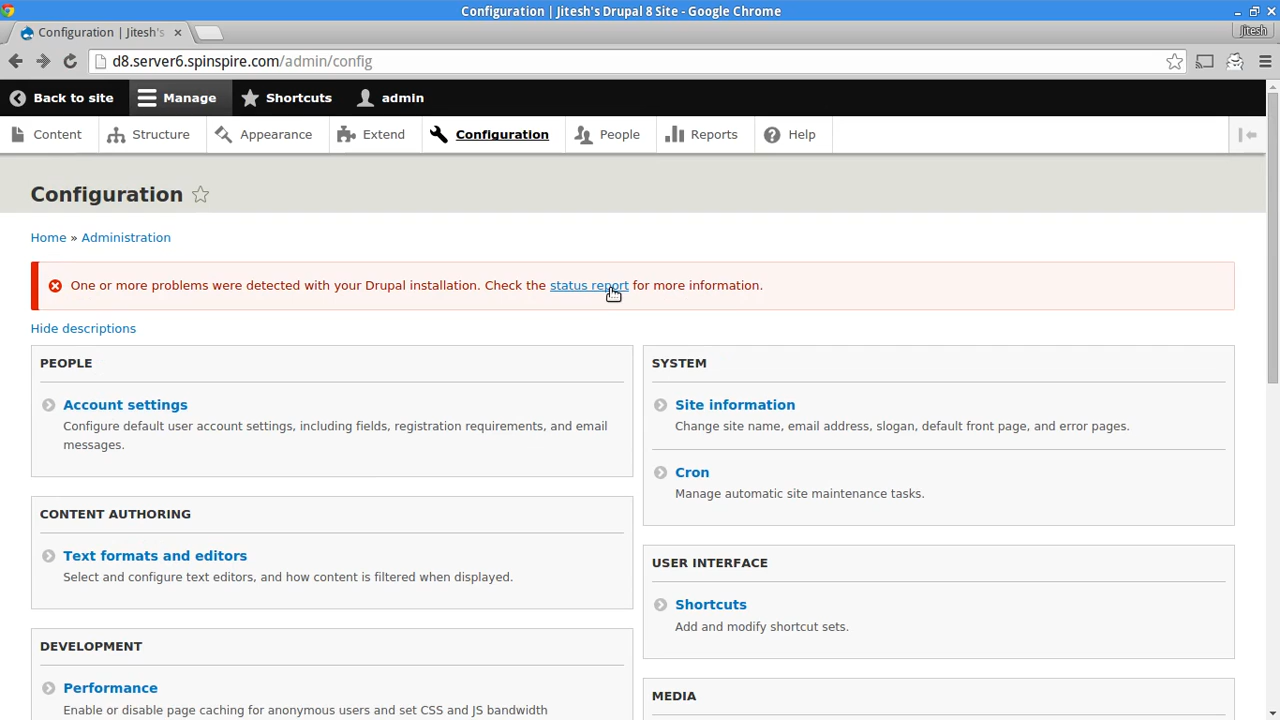 Configuration | Jitesh's Drupal 8 Site - Google Chrome
Configuration | Jitesh's
Jitesh
d8.server6.spinspire.com/admin/config
Back to site Manage Shortcuts admin
Content Structure Appearance Extend Configuration People Reports Help
Configuration
Home » Administration
One or more problems were detected with your Drupal installation. Check the status report for more information.
Hide descriptions
PEOPLE
Account settings
Configure default user account settings, including fields, registration requirements, and email
messages.
CONTENT AUTHORING
Text formats and editors
Select and configure text editors, and how content is filtered when displayed.
DEVELOPMENT
Performance
Enable or disable page caching for anonymous users and set CSS and JS bandwidth
SYSTEM
Site information
Change site name, email address, slogan, default front page, and error pages.
Cron
Manage automatic site maintenance tasks.
USER INTERFACE
Shortcuts
Add and modify shortcut sets.
MEDIA